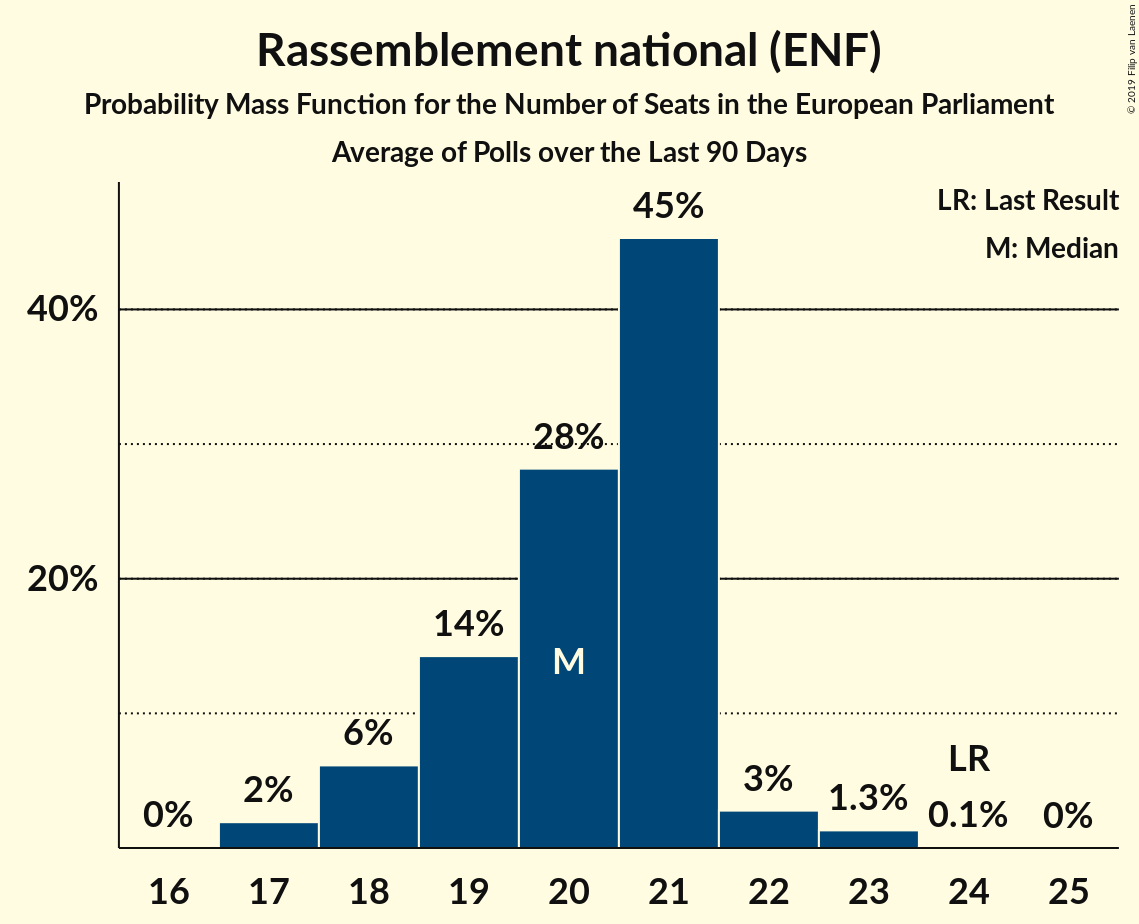 Rassemblement national (ENF)
Probability Mass Function for the Number of Seats in the European Parliament
Average of Polls over the Last 90 Days
© 2019 Filip van Laenen
LR: Last Result
M: Median
40%
20%
0%
2%
6%
14%
28%
M
45%
3%
1.3%
LR
0.1%
0%
16 17 18 19 20 21 22 23 24 25